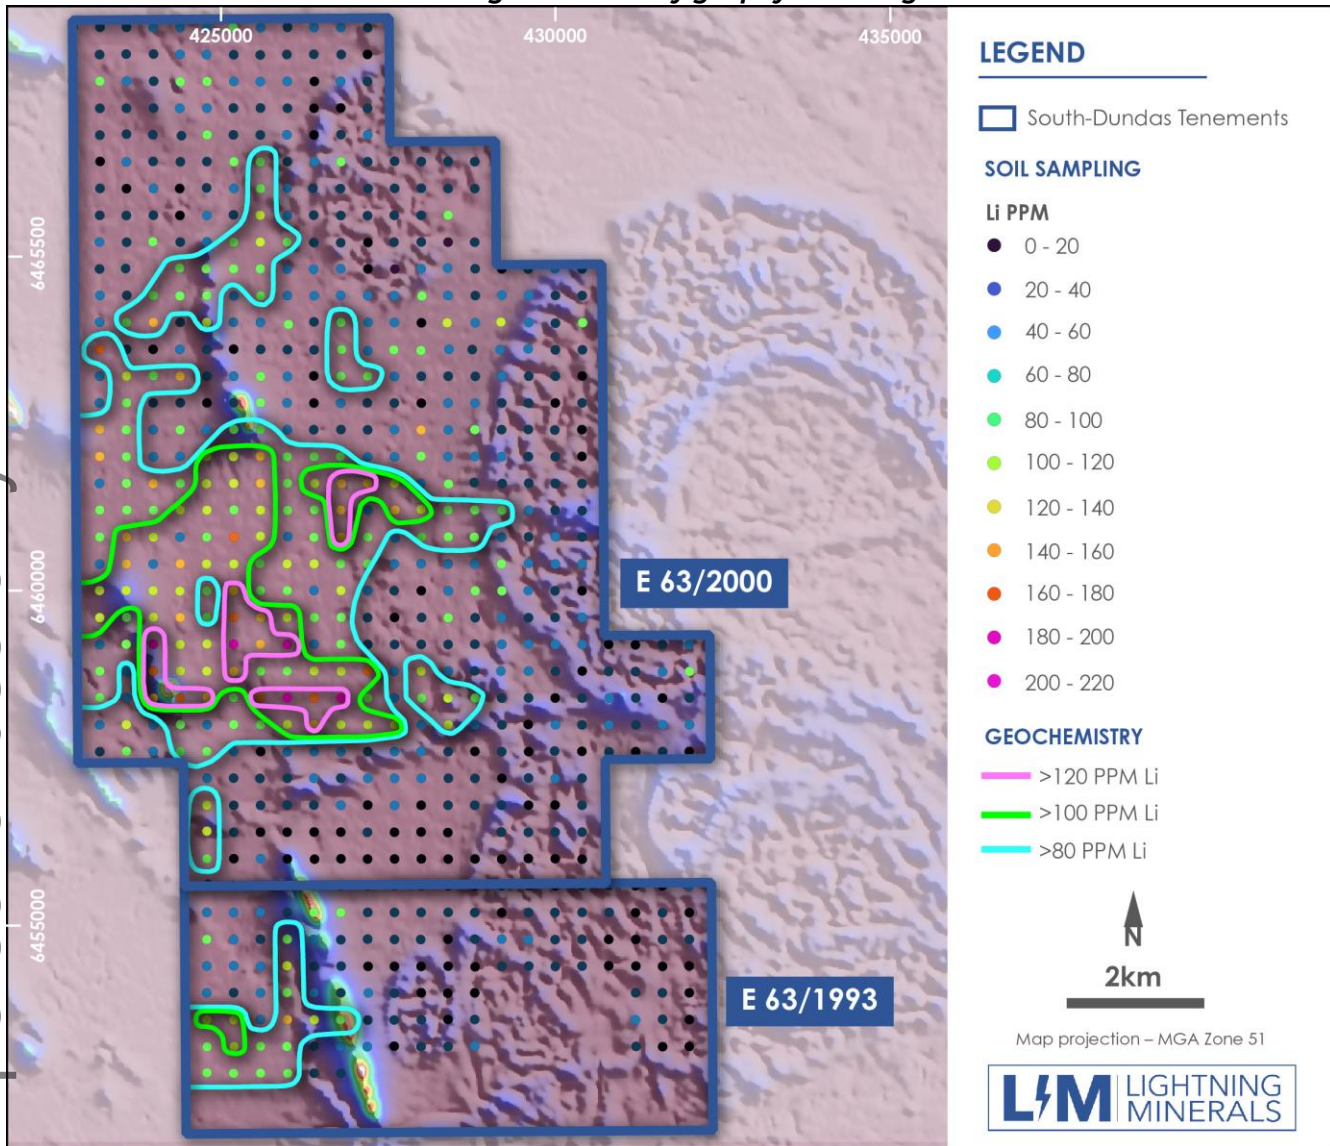 425000
430000
435000
6465500
6460000
6455000
E 63/2000
E 63/1993
LEGEND
South-Dundas Tenements
SOIL SAMPLING
Li PPM
0 - 20
20 - 40
40 - 60
60 - 80
80 - 100
100 - 120
120 - 140
140 - 160
160 - 180
180 - 200
200 - 220
GEOCHEMISTRY
>120 PPM Li
>100 PPM Li
>80 PPM Li
N
2km
Map projection – MGA Zone 51
LM LIGHTNING
MINERALS